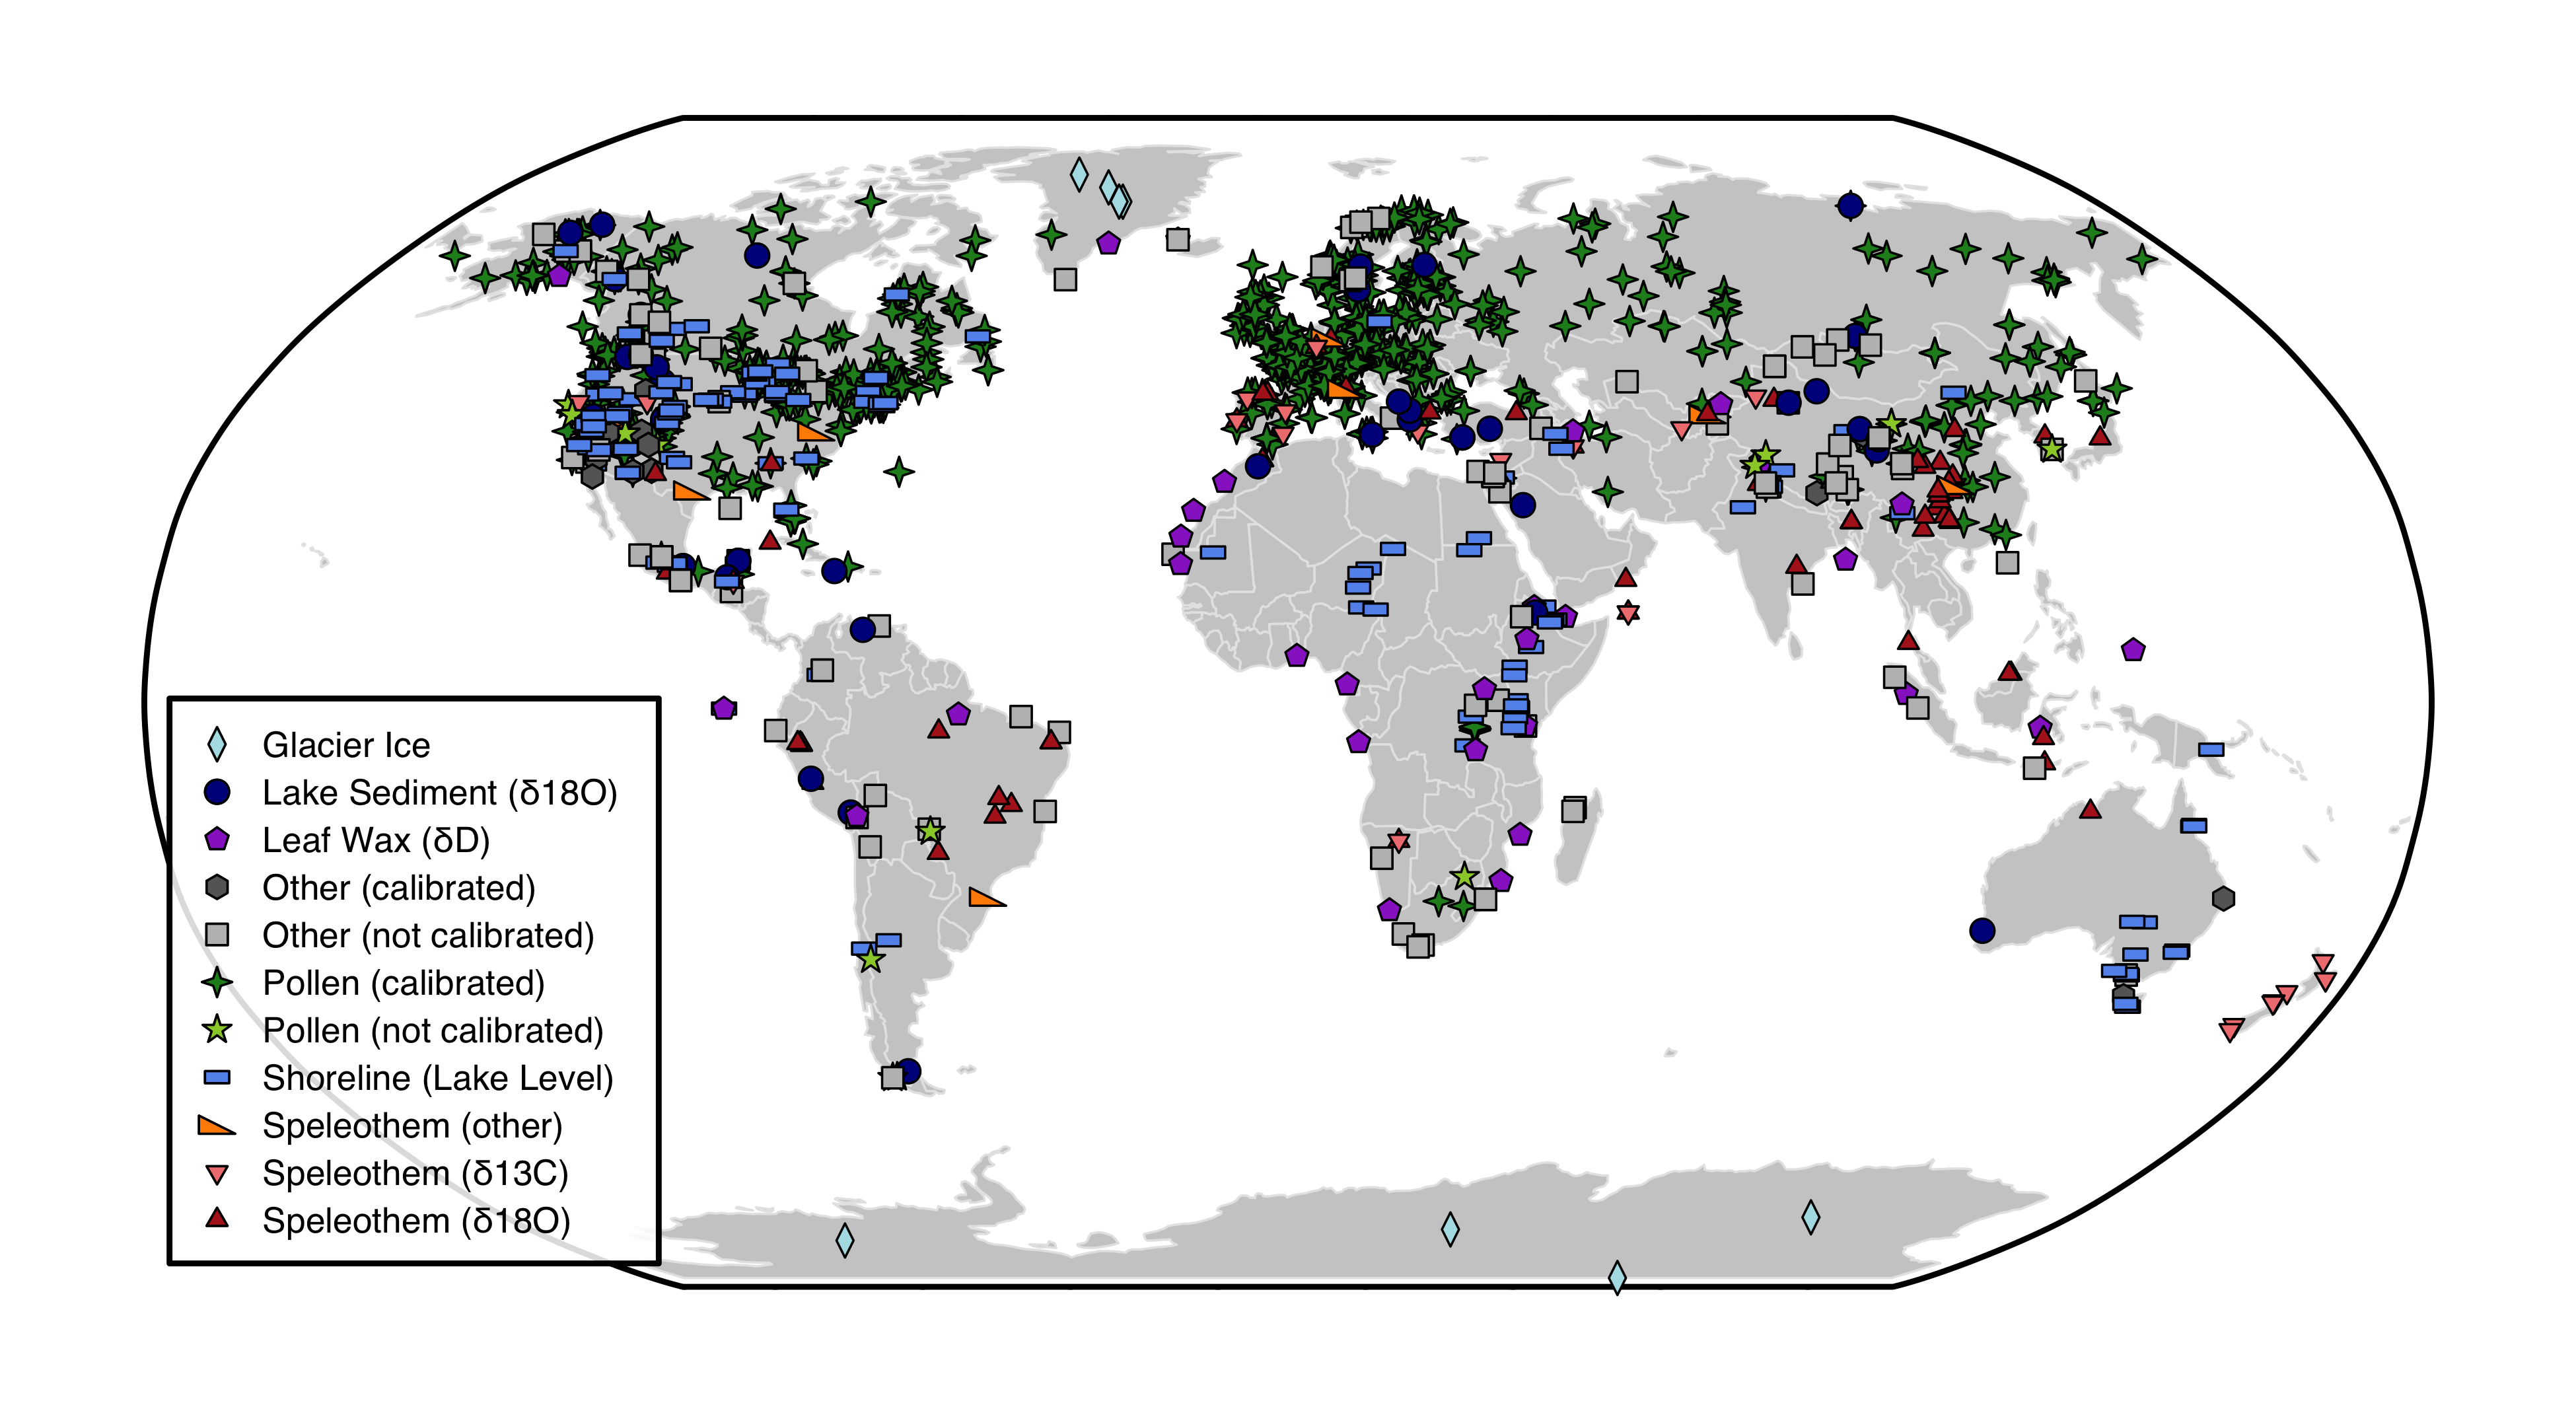 Glacier Ice
Lake Sediment (δ18O)
Leaf Wax (δD)
Other (calibrated)
Other (not calibrated)
Pollen (calibrated)
Pollen (not calibrated)
Shoreline (Lake Level)
Speleothem (other)
Speleothem (δ13C)
Speleothem (δ18O)